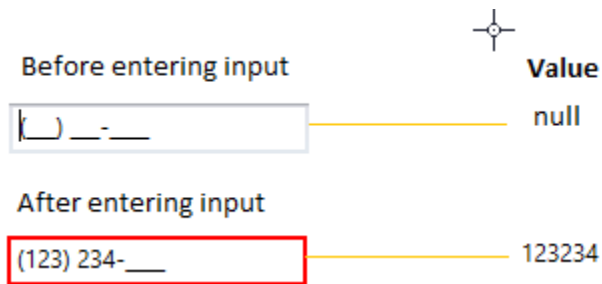 Before entering input
Value
(__) __-___
null
After entering input
(123) 234-___
123234